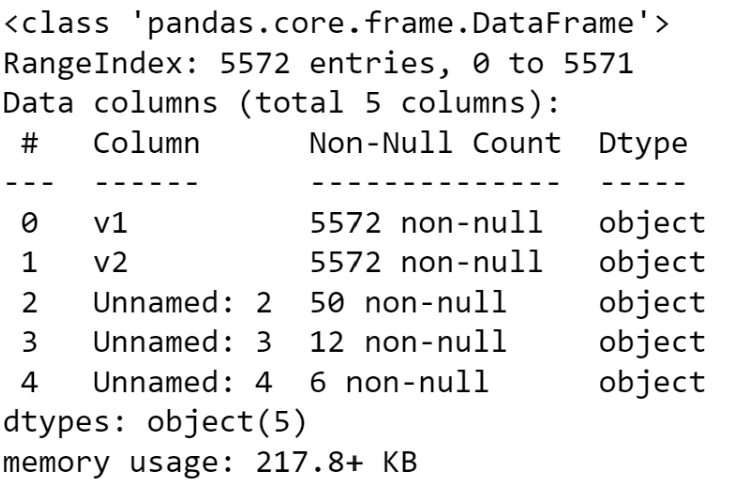 <class 'pandas.core.frame.DataFrame'>
RangeIndex: 5572 entries, 0 to 5571
Data columns (total 5 columns):
 #   Column      Non-Null Count  Dtype
---  ------      --------------  -----
 0   v1          5572 non-null   object
 1   v2          5572 non-null   object
 2   Unnamed: 2  50 non-null     object
 3   Unnamed: 3  12 non-null     object
 4   Unnamed: 4  6 non-null      object
dtypes: object(5)
memory usage: 217.8+ KB